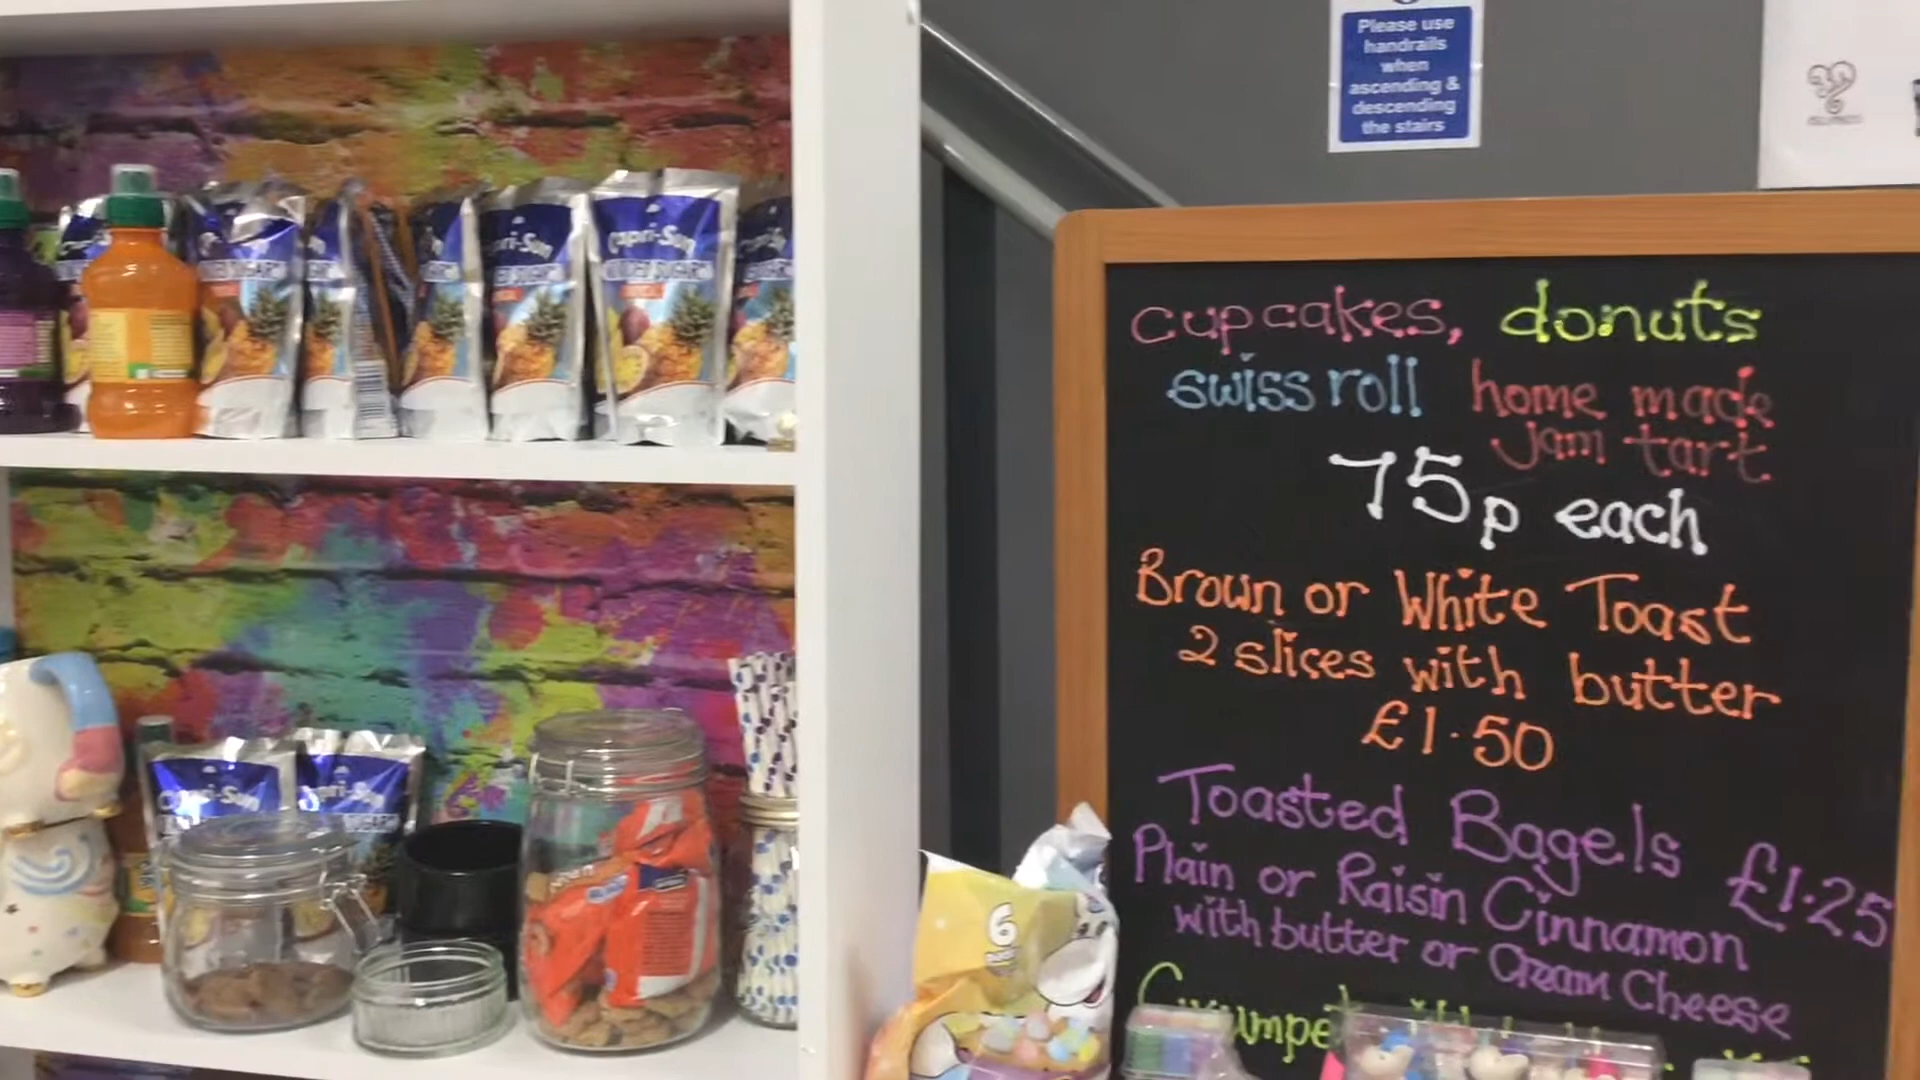 Please use
handrails
when
ascending &
descending
the stairs
Capri-Sun
Capri-Sun
cupcakes, donuts
swiss roll home made
jam tart
75p each
Brown or White Toast
2 slices with butter
£1.50
Toasted Bagels £1.25
Plain or Raisin Cinnamon
with butter or Cream Cheese
6